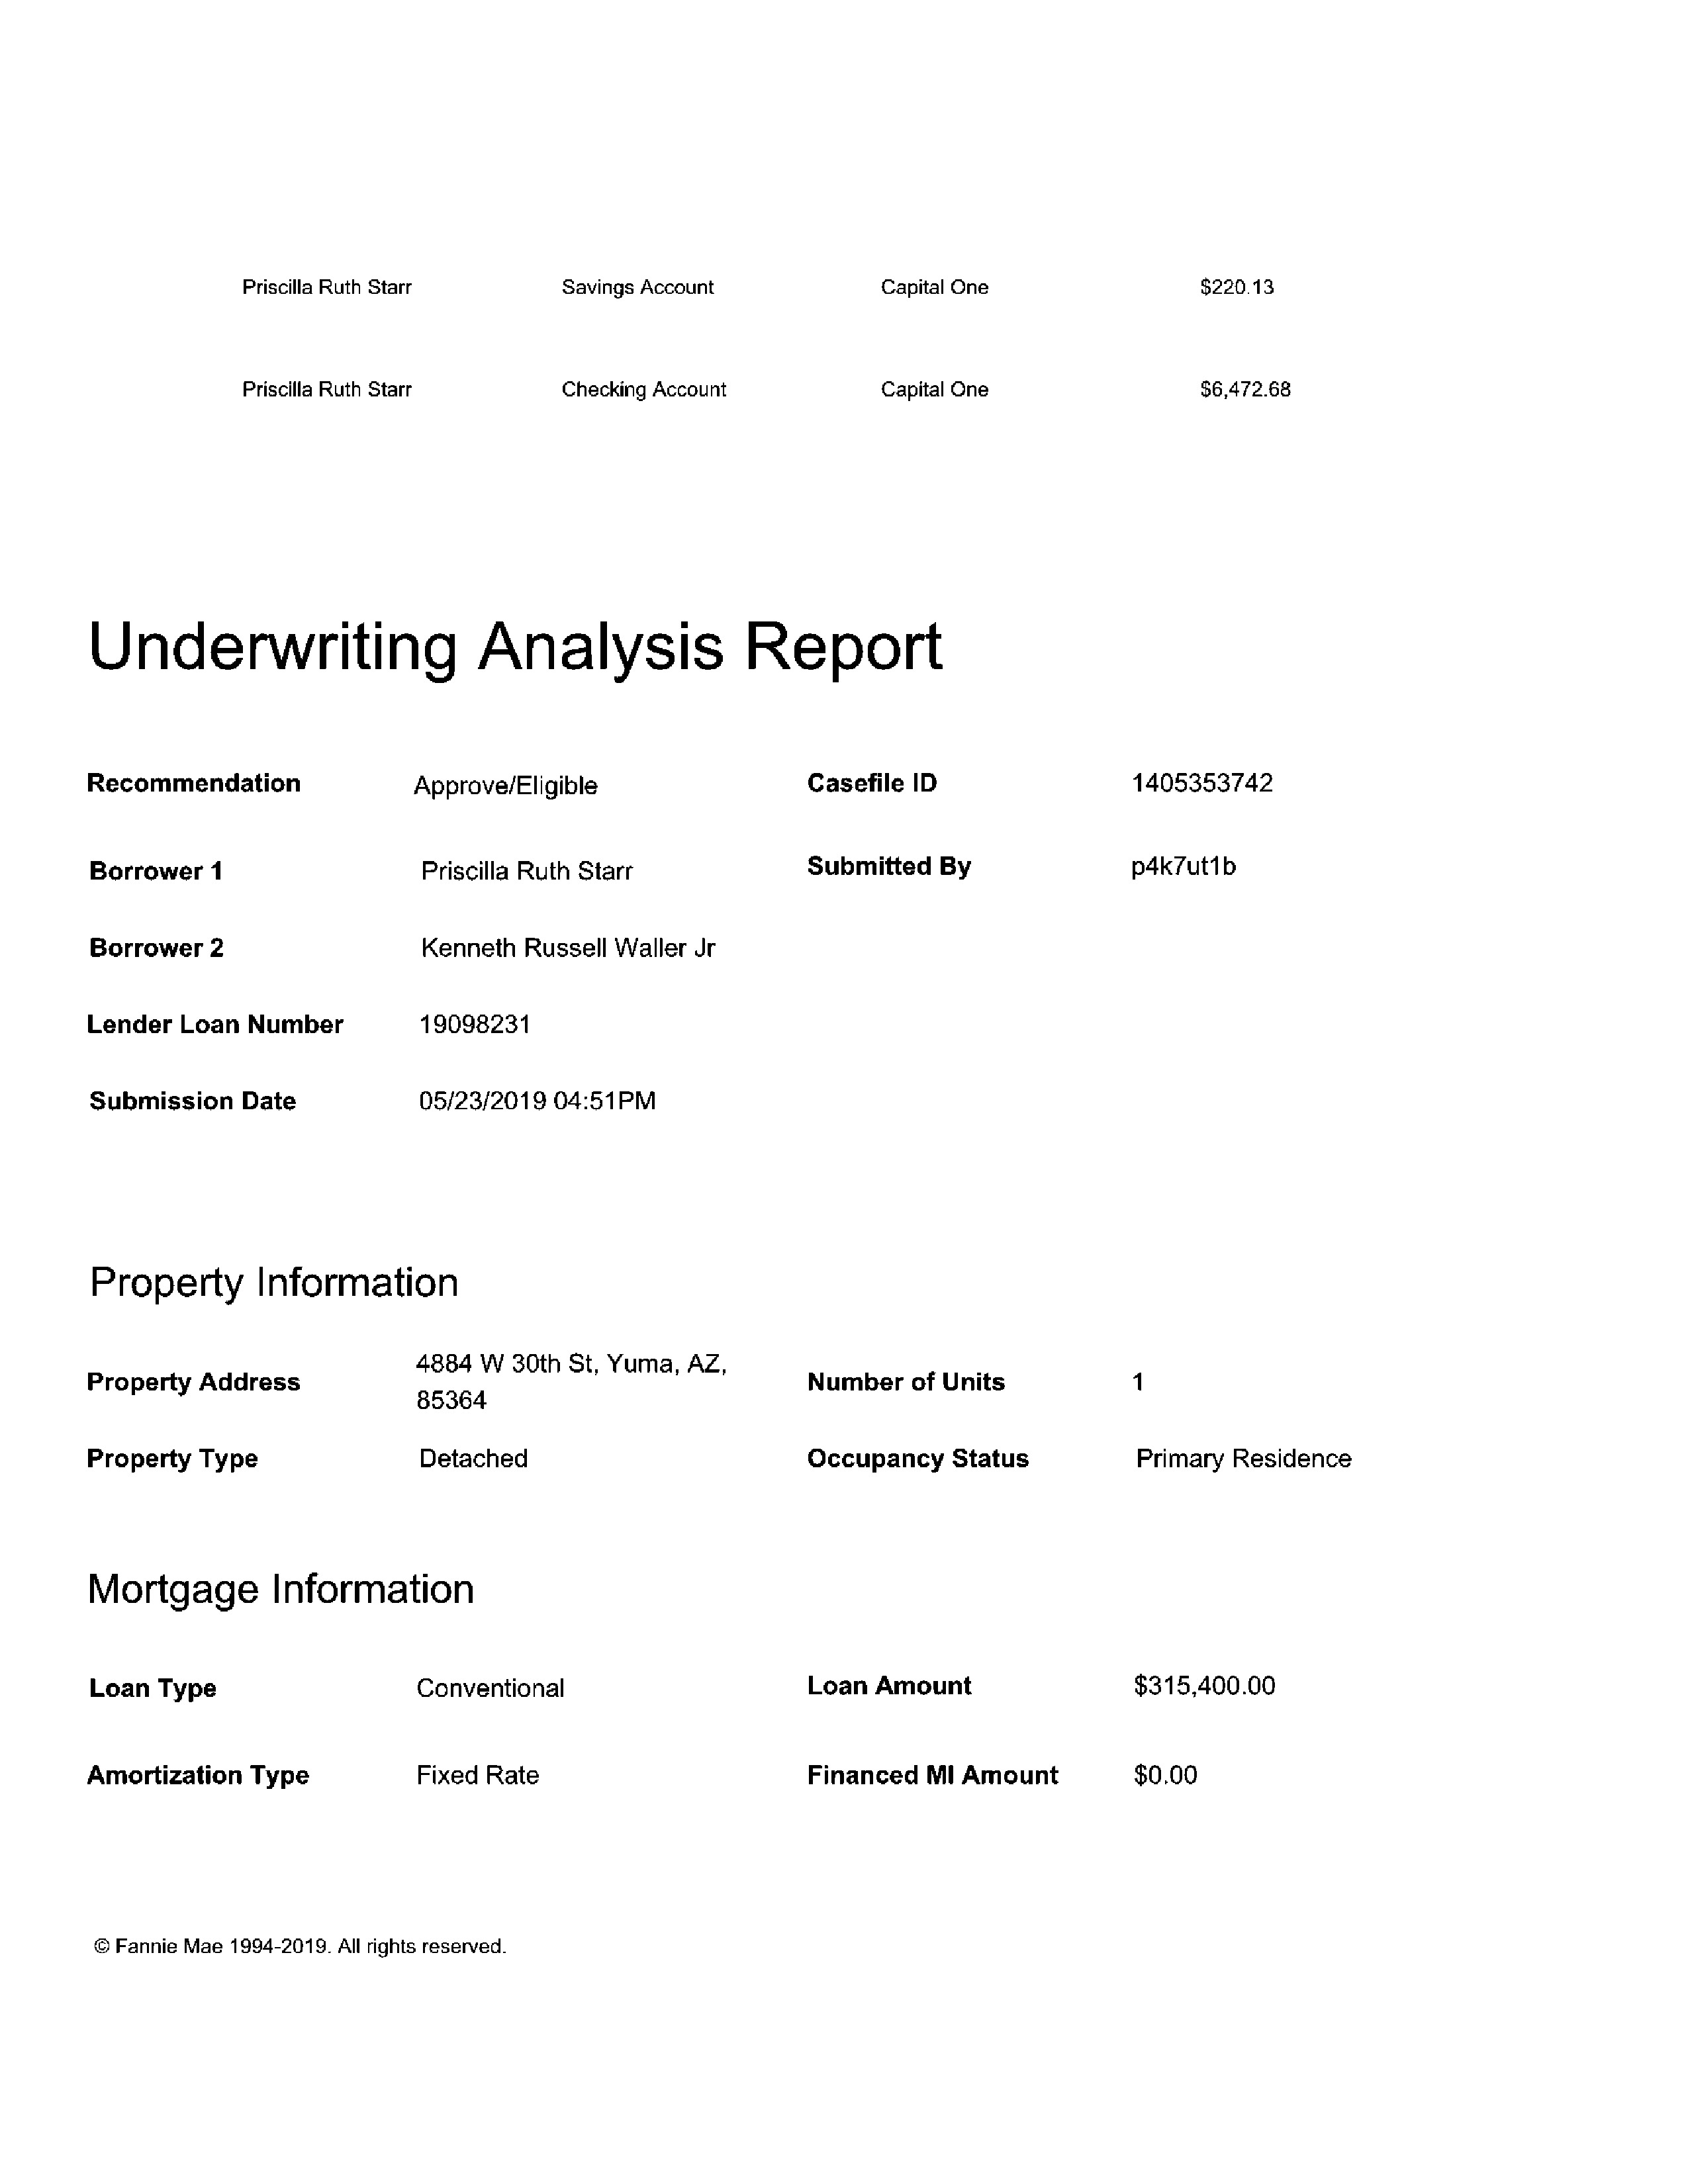 Priscilla Ruth Starr Savings Account Capital One $220.13
Priscilla Ruth Starr Checking Account Capital One $6,472.68
Underwriting Analysis Report
Recommendation Approve/Eligible Casefile ID 1405353742
Borrower 1 Priscilla Ruth Starr Submitted By p4k7ut1b
Borrower 2 Kenneth Russell Waller Jr
Lender Loan Number 19098231
Submission Date 05/23/2019 04:51PM
Property Information
Property Address 4884 W 30th St, Yuma, AZ, 85364 Number of Units 1
Property Type Detached Occupancy Status Primary Residence
Mortgage Information
Loan Type Conventional Loan Amount $315,400.00
Amortization Type Fixed Rate Financed MI Amount $0.00
© Fannie Mae 1994-2019. All rights reserved.